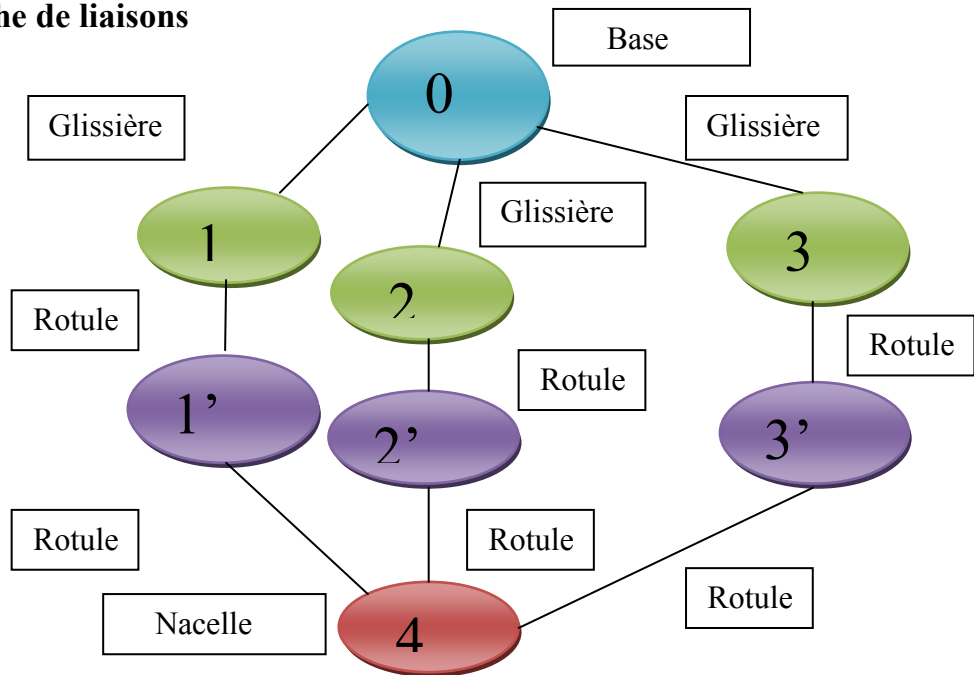 he de liaisons
Base
0
Glissière
Glissière
Glissière
1
2
3
Rotule
Rotule
Rotule
1’
2’
3’
Rotule
Rotule
Rotule
Nacelle
4